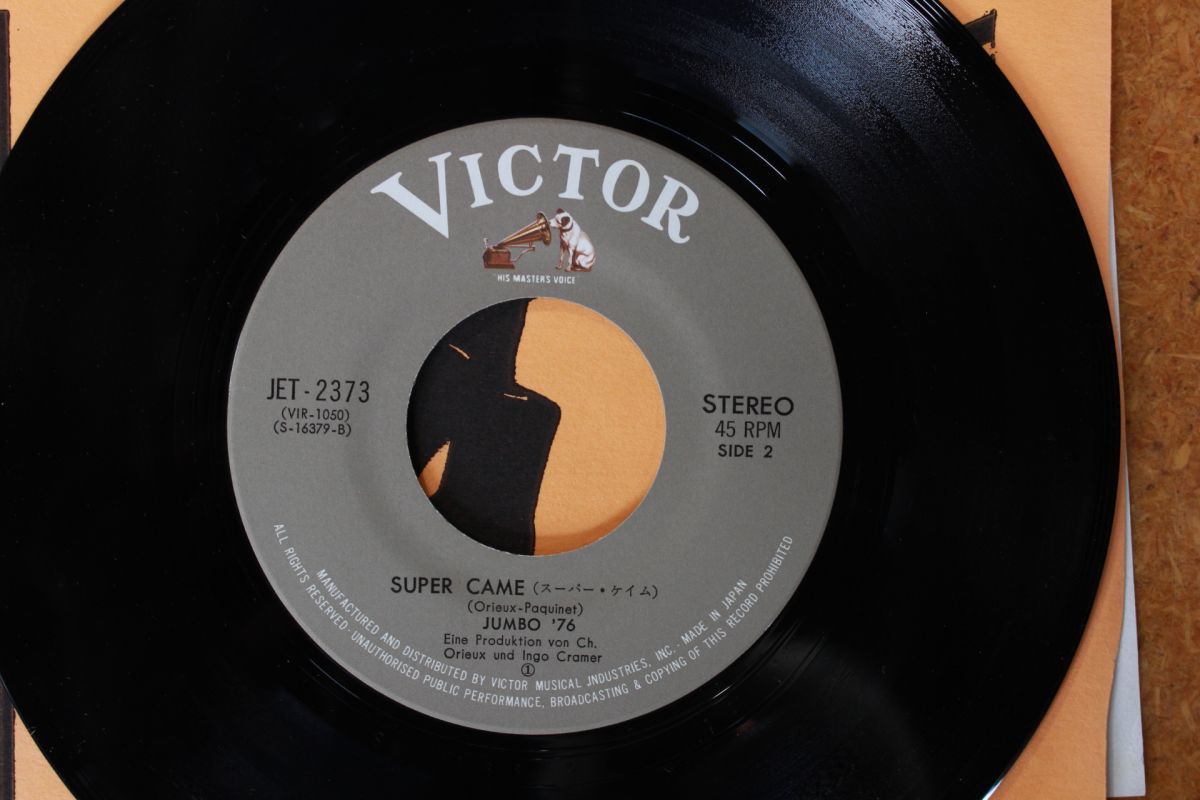 VICTOR
"HIS MASTER'S VOICE
JET-2373
(VIR-1050)
(S-16379-B)
STEREO
45 RPM
SIDE 2
SUPER CAME (スーパー・ケイム)
(Orieux-Paquinet)
JUMBO '76
Eine Produktion von Ch.
Orieux und Ingo Cramer
①
MANUFACTURED AND DISTRIBUTED BY VICTOR MUSICAL JNDUSTRIES, INC. · MADE IN JAPAN
ALL RIGHTS RESERVED · UNAUTHORISED PUBLIC PERFORMANCE, BROADCASTING & COPYING OF THIS RECORD PROHIBITED